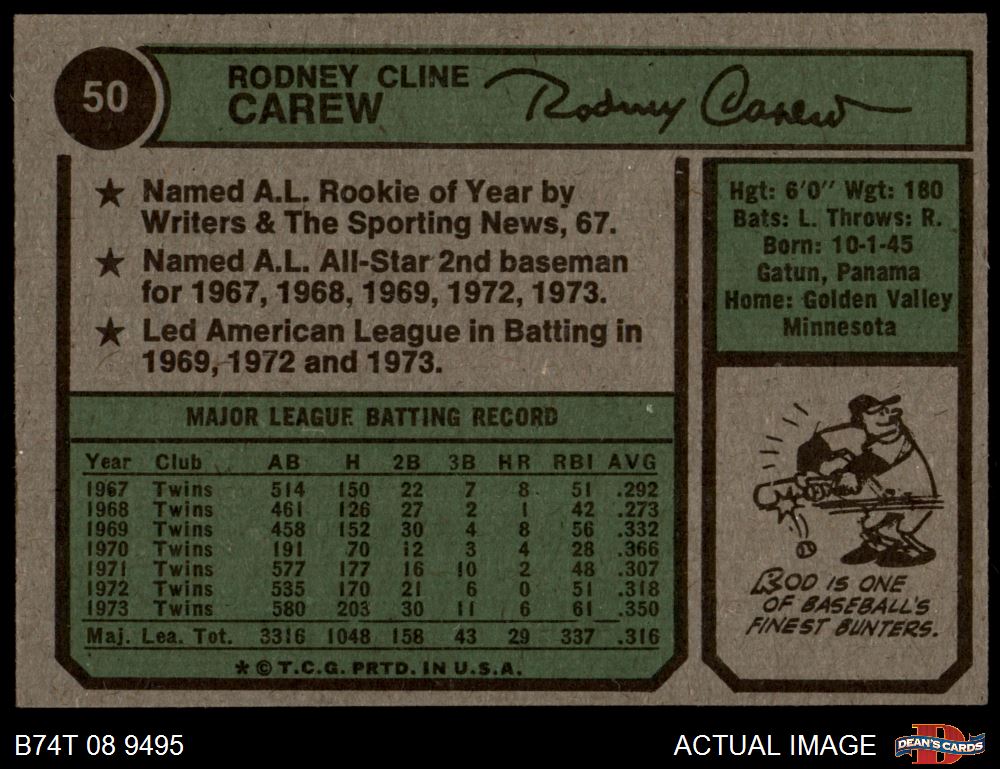 50
RODNEY CLINE
CAREW
Rodney Carew
★ Named A.L. Rookie of Year by
Writers & The Sporting News, 67.
★ Named A.L. All-Star 2nd baseman
for 1967, 1968, 1969, 1972, 1973.
★ Led American League in Batting in
1969, 1972 and 1973.
Hgt: 6'0" Wgt: 180
Bats: L. Throws: R.
Born: 10-1-45
Gatun, Panama
Home: Golden Valley
Minnesota
MAJOR LEAGUE BATTING RECORD
Year Club AB H 2B 3B HR RBI AVG
1967 Twins 514 150 22 7 8 51 .292
1968 Twins 461 126 27 2 1 42 .273
1969 Twins 458 152 30 4 8 56 .332
1970 Twins 191 70 12 3 4 28 .366
1971 Twins 577 177 16 10 2 48 .307
1972 Twins 535 170 21 6 0 51 .318
1973 Twins 580 203 30 11 6 61 .350
Maj. Lea. Tot. 3316 1048 158 43 29 337 .316
* © T.C.G. PRTD. IN U.S.A.
ROD IS ONE
OF BASEBALL'S
FINEST BUNTERS.
B74T 08 9495
ACTUAL IMAGE
D
DEAN'S CARDS